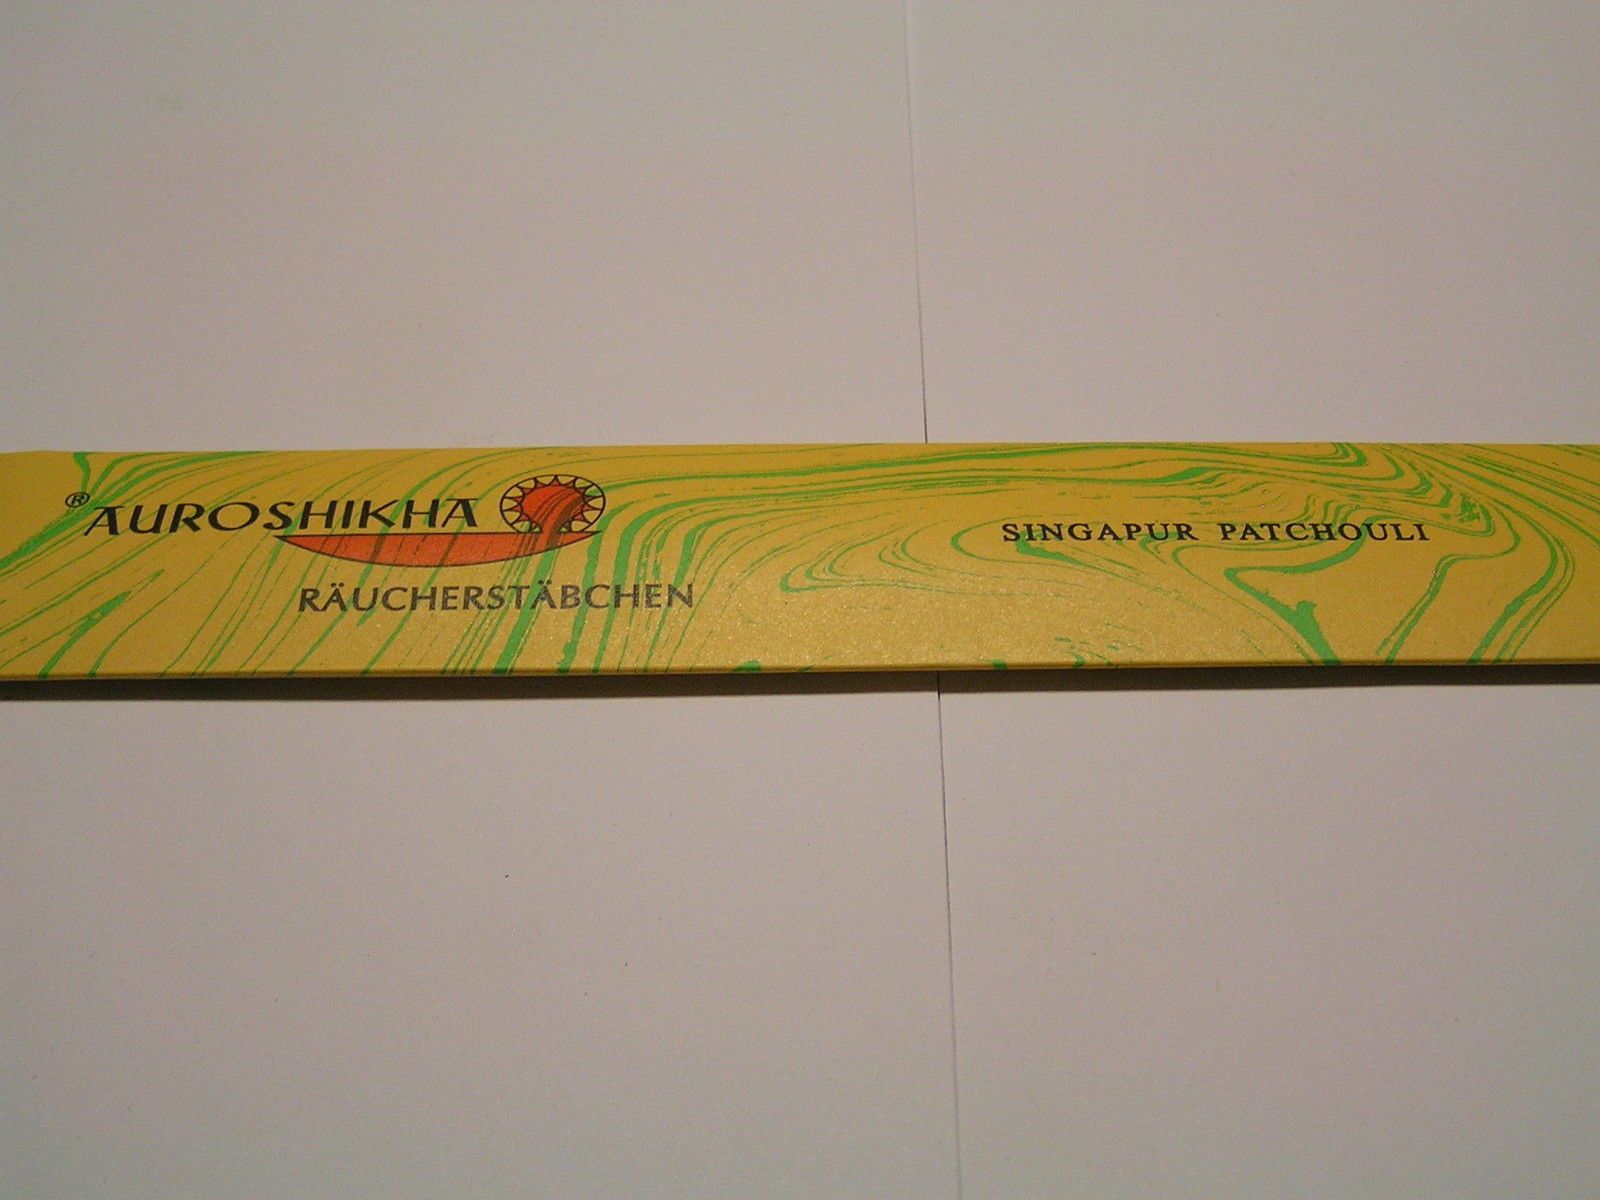 ® AUROSHIKHA
RÄUCHERSTÄBCHEN
SINGAPUR PATCHOULI